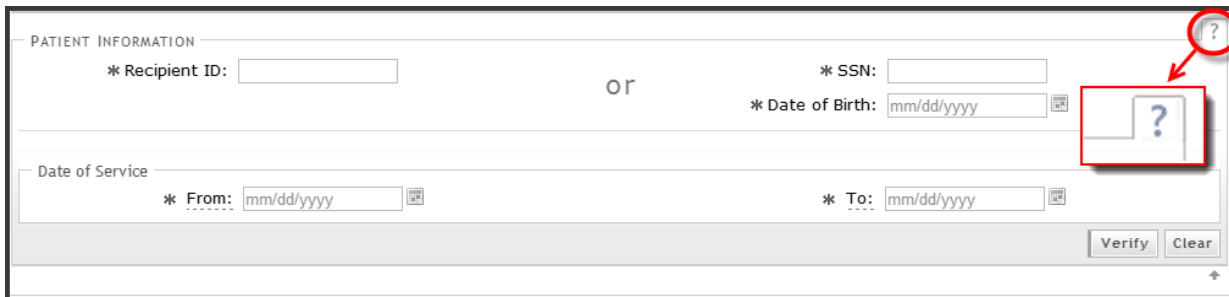 ?
PATIENT INFORMATION
* Recipient ID:
or
* SSN:
* Date of Birth: mm/dd/yyyy
?
Date of Service
* From: mm/dd/yyyy
* To: mm/dd/yyyy
Verify Clear